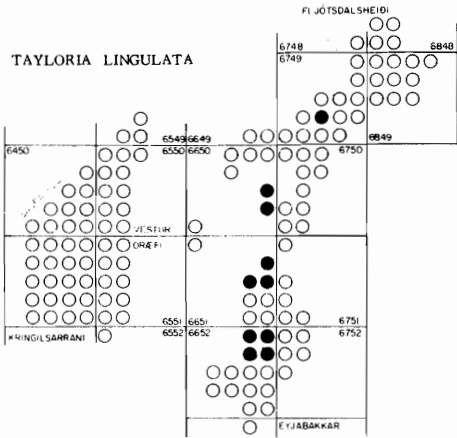 FLJÓTSDALSHEIÐI
TAYLORIA LINGULATA
6748 6848
6749
6549 6649 6849
6450 6550 6650 6750
VESTUR
ÖRÆFI
6551 6651 6751
KRINGILSÁRRANI 6552 6652 6752
EYJABAKKAR